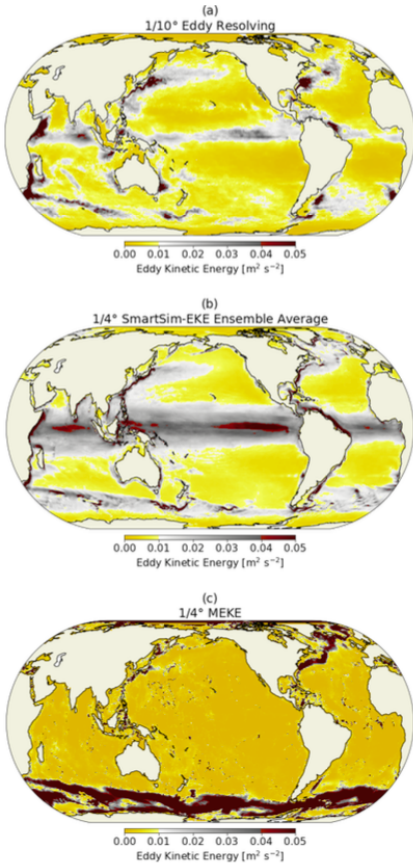 (a)
1/10° Eddy Resolving
0.00 0.01 0.02 0.03 0.04 0.05
Eddy Kinetic Energy [m² s⁻²]
(b)
1/4° SmartSim-EKE Ensemble Average
0.00 0.01 0.02 0.03 0.04 0.05
Eddy Kinetic Energy [m² s⁻²]
(c)
1/4° MEKE
0.00 0.01 0.02 0.03 0.04 0.05
Eddy Kinetic Energy [m² s⁻²]